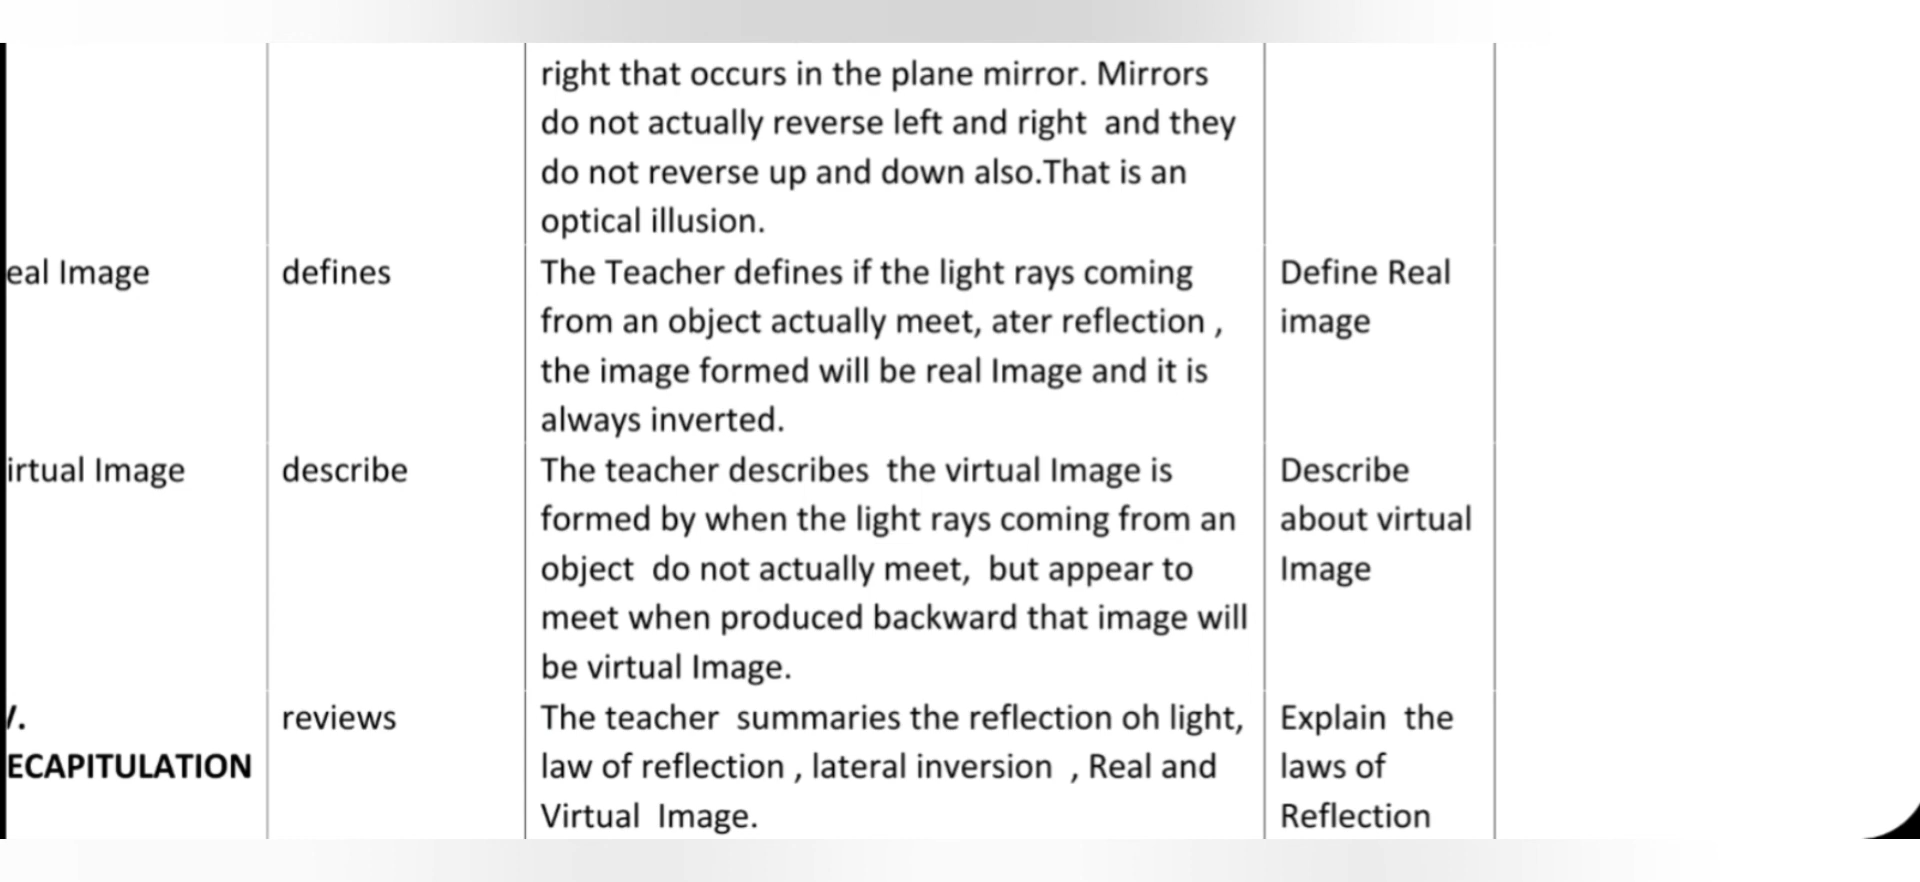 right that occurs in the plane mirror. Mirrors
do not actually reverse left and right and they
do not reverse up and down also.That is an
optical illusion.
eal Image
defines
The Teacher defines if the light rays coming
from an object actually meet, ater reflection ,
the image formed will be real Image and it is
always inverted.
Define Real
image
irtual Image
describe
The teacher describes the virtual Image is
formed by when the light rays coming from an
object do not actually meet, but appear to
meet when produced backward that image will
be virtual Image.
Describe
about virtual
Image
/.
ECAPITULATION
reviews
The teacher summaries the reflection oh light,
law of reflection , lateral inversion , Real and
Virtual Image.
Explain the
laws of
Reflection